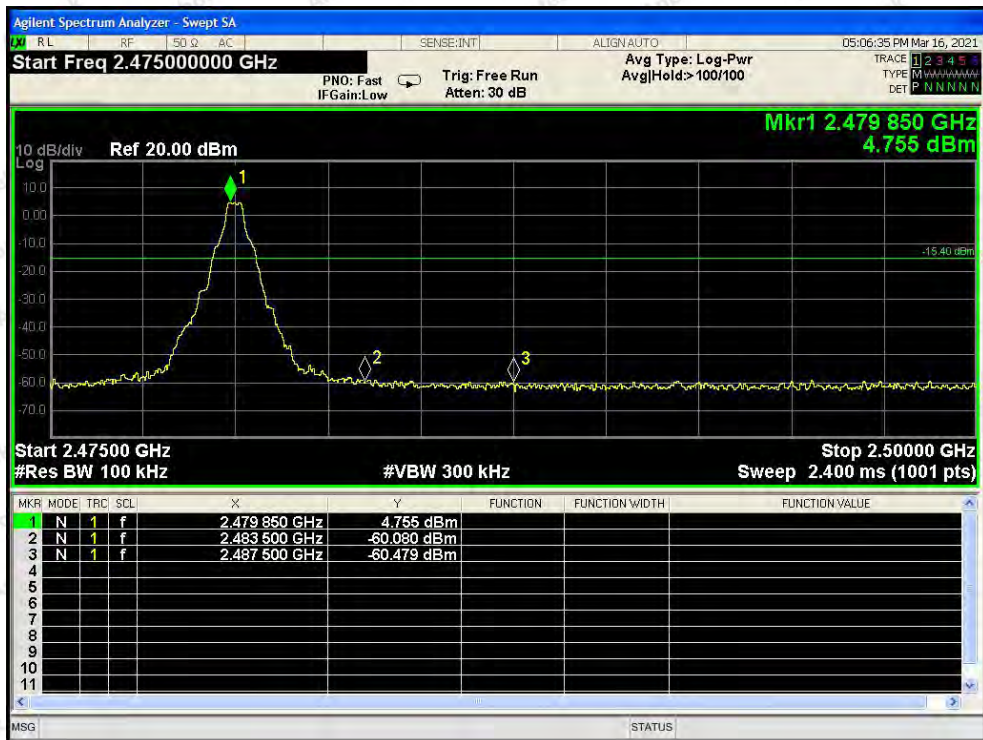 Agilent Spectrum Analyzer - Swept SA
LXI RL RF 50 Ω AC SENSE:INT ALIGN AUTO 05:06:35 PM Mar 16, 2021
Start Freq 2.475000000 GHz Avg Type: Log-Pwr TRACE 1 2 3 4 5 6
PNO: Fast Trig: Free Run Avg|Hold:>100/100 TYPE M WWWWW
IFGain:Low Atten: 30 dB DET P N N N N N
Mkr1 2.479 850 GHz
10 dB/div Ref 20.00 dBm 4.755 dBm
Log
1
10.0
0.00
-10.0
-15.40 dBm
-20.0
-30.0
-40.0
-50.0
2 3
-60.0
-70.0
Start 2.47500 GHz Stop 2.50000 GHz
#Res BW 100 kHz #VBW 300 kHz Sweep 2.400 ms (1001 pts)
MKR MODE TRC SCL X Y FUNCTION FUNCTION WIDTH FUNCTION VALUE
1 N 1 f 2.479 850 GHz 4.755 dBm
2 N 1 f 2.483 500 GHz -60.080 dBm
3 N 1 f 2.487 500 GHz -60.479 dBm
4
5
6
7
8
9
10
11
MSG STATUS